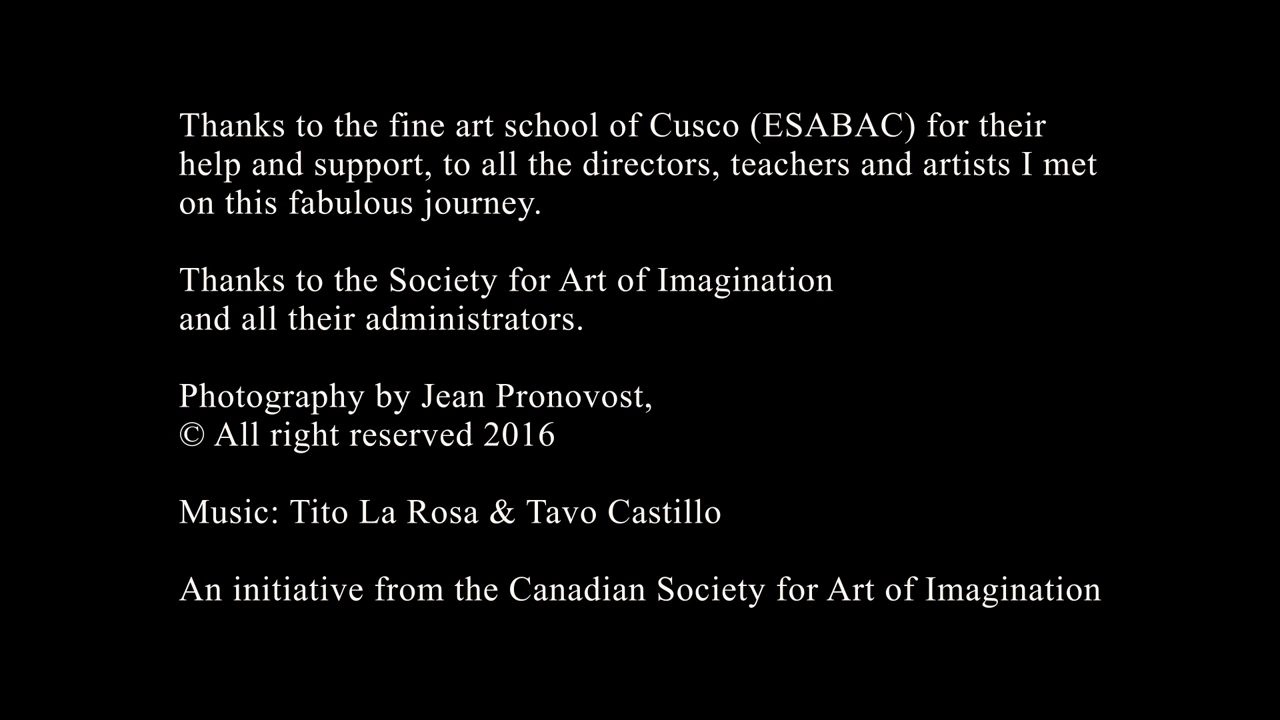 Thanks to the fine art school of Cusco (ESABAC) for their
help and support, to all the directors, teachers and artists I met
on this fabulous journey.
Thanks to the Society for Art of Imagination
and all their administrators.
Photography by Jean Pronovost,
© All right reserved 2016
Music: Tito La Rosa & Tavo Castillo
An initiative from the Canadian Society for Art of Imagination